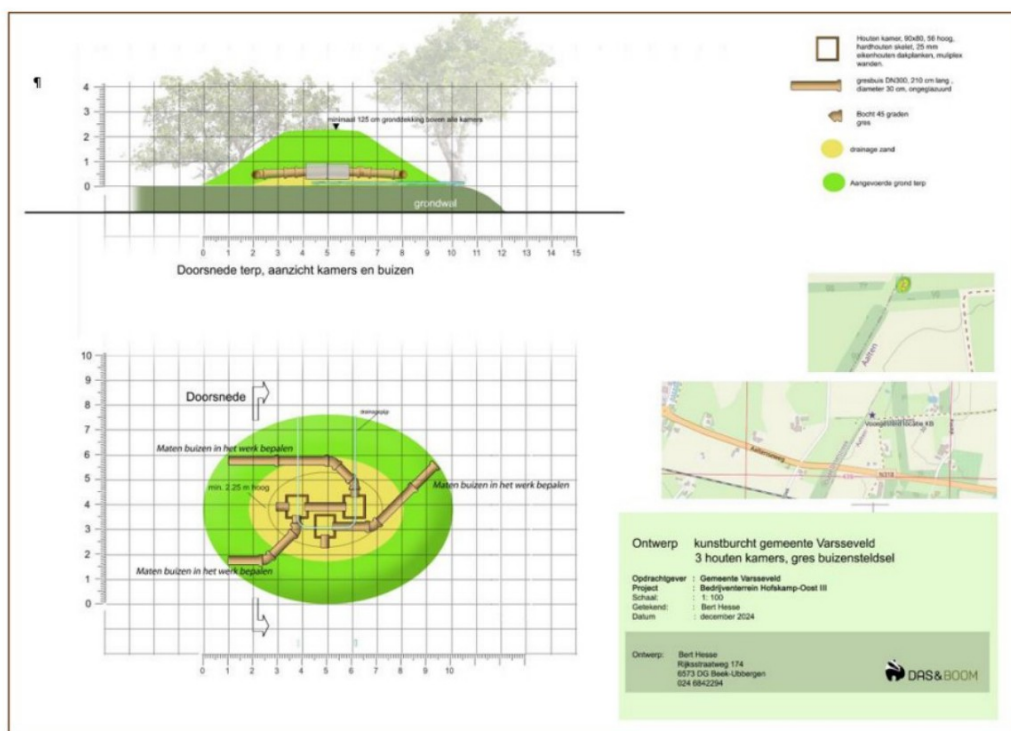 ¶
4
3
2
1
0
minimaal 125 cm gronddekking boven alle kamers
grondwal
0 1 2 3 4 5 6 7 8 9 10 11 12 13 14 15
Doorsnede terp, aanzicht kamers en buizen
Houten kamer, 90x80, 56 hoog,
hardhouten skelet, 25 mm
eikenhouten dakplanken, mulplex
wanden.
gresbuis DN300, 210 cm lang ,
diameter 30 cm, ongeglazuurd
Bocht 45 graden
gres
drainage zand
Aangevoerde grond terp
10
9
8
7
6
5
4
3
2
1
0
Doorsnede
Maten buizen in het werk bepalen
min. 2.25 m hoog
Maten buizen in het werk bepalen
Maten buizen in het werk bepalen
0 1 2 3 4 5 6 7 8 9 10
Aalten
Aaltenseweg
N318
Ontwerp kunstburcht gemeente Varsseveld
3 houten kamers, gres buizensteldsel
Opdrachtgever : Gemeente Varsseveld
Project : Bedrijventerrein Hofskamp-Oost III
Schaal: : 1: 100
Getekend: : Bert Hesse
Datum : december 2024
Ontwerp: Bert Hesse
Rijksstraatweg 174
6573 DG Beek-Ubbergen
024 6842294
DAS&BOOM